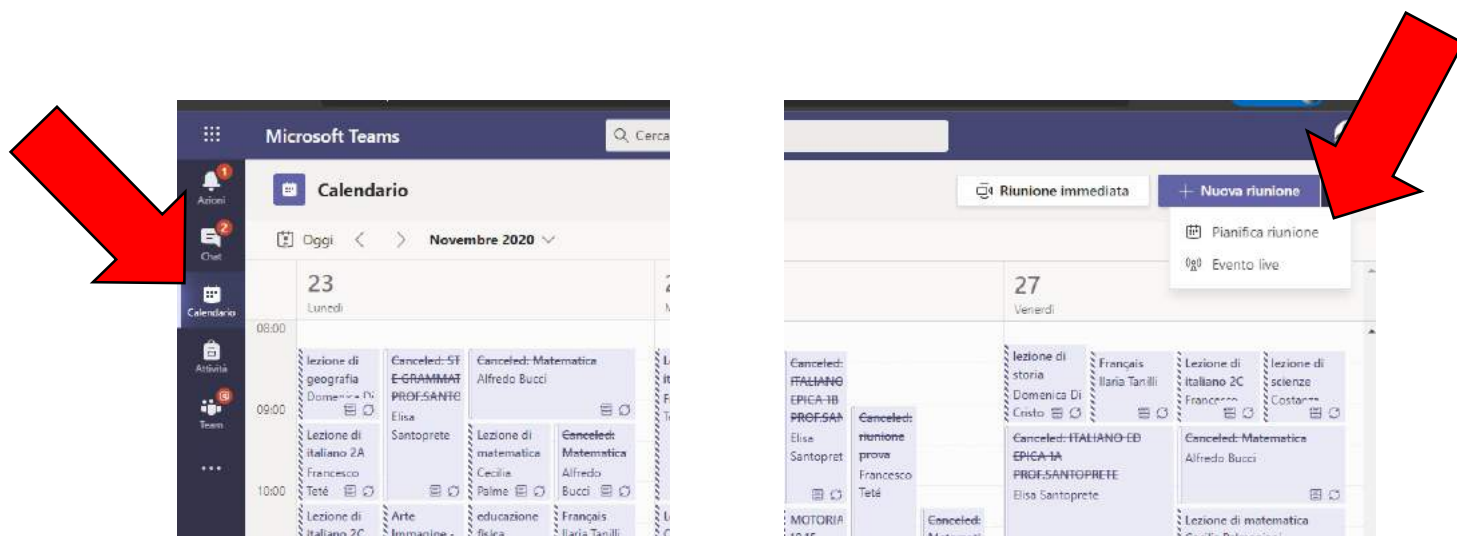 Microsoft Teams
Cerca
1
Azioni
Calendario
Riunione immediata
+ Nuova riunione
2
Chat
Oggi < > Novembre 2020
Pianifica riunione
Evento live
Calendario
23
Lunedì
27
Venerdì
Attività
Team
...
08:00
09:00
10:00
lezione di
geografia
Canceled: ST
E GRAMMAT
PROF.SANTO
Elisa
Santoprete
Canceled: Matematica
Alfredo Bucci
Lezione di
italiano 2A
Francesco
Teté
Lezione di
matematica
Cecilia
Palme
Canceled:
Matematica
Alfredo
Bucci
Lezione di
italiano 2C
Arte
Immagine -
educazione
fisica
Français
Ilaria Tanilli
Canceled:
ITALIANO
EPICA 1B
PROF.SAN
Elisa
Santopret
Canceled:
riunione
prova
Francesco
Teté
MOTORIA
Canceled:
lezione di
storia
Domenica Di
Cristo
Français
Ilaria Tanilli
Lezione di
italiano 2C
lezione di
scienze
Canceled: ITALIANO ED
EPICA 1A
PROF.SANTOPRETE
Elisa Santoprete
Canceled: Matematica
Alfredo Bucci
Lezione di matematica